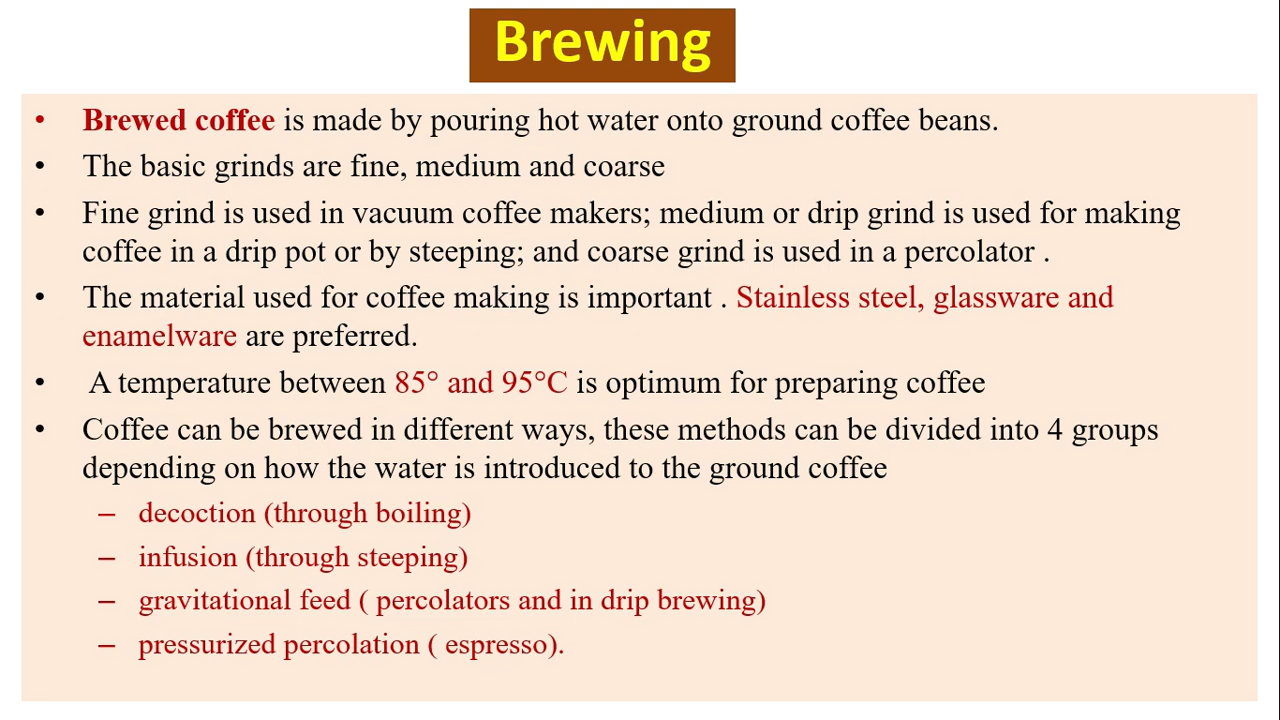 Brewing
• Brewed coffee is made by pouring hot water onto ground coffee beans.
• The basic grinds are fine, medium and coarse
• Fine grind is used in vacuum coffee makers; medium or drip grind is used for making
coffee in a drip pot or by steeping; and coarse grind is used in a percolator .
• The material used for coffee making is important . Stainless steel, glassware and
enamelware are preferred.
• A temperature between 85° and 95°C is optimum for preparing coffee
• Coffee can be brewed in different ways, these methods can be divided into 4 groups
depending on how the water is introduced to the ground coffee
– decoction (through boiling)
– infusion (through steeping)
– gravitational feed ( percolators and in drip brewing)
– pressurized percolation ( espresso).